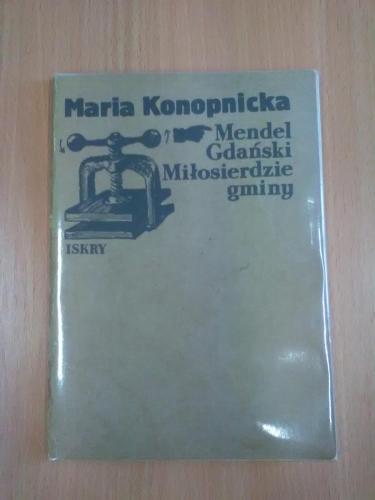 Maria Konopnicka
Mendel
Gdański
Miłosierdzie
gminy
ISKRY